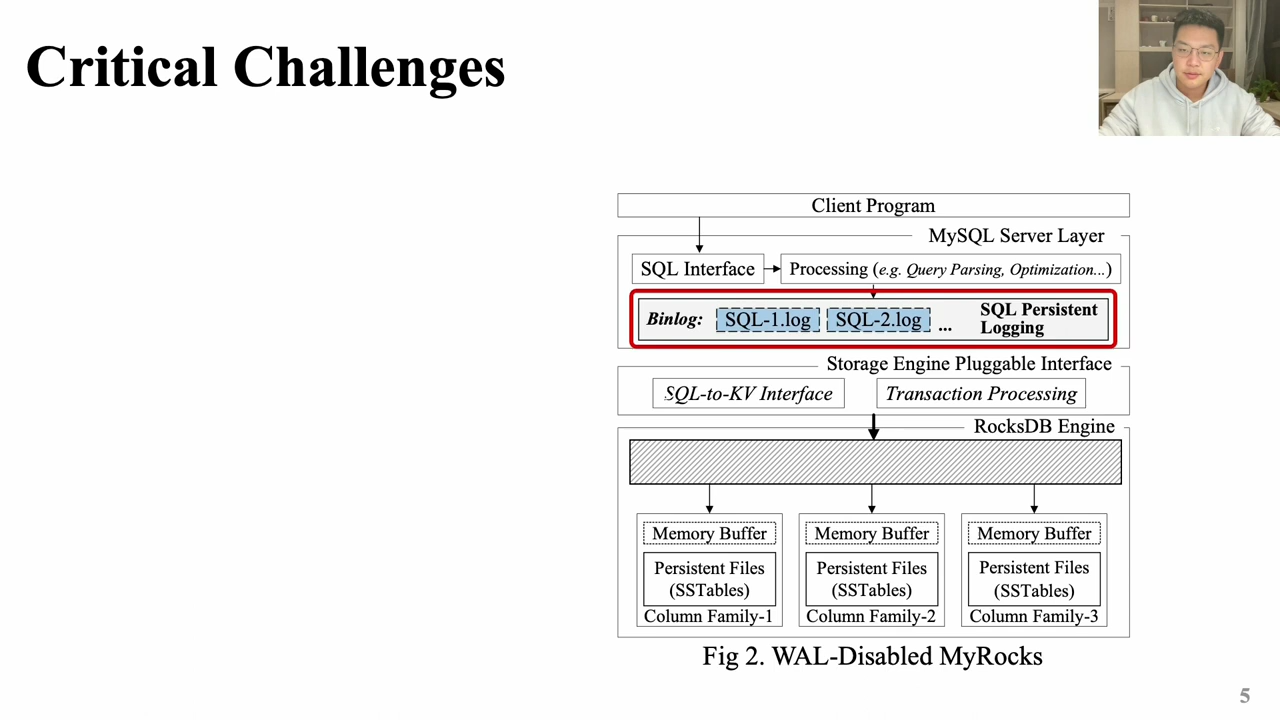 Critical Challenges
Client Program
MySQL Server Layer
SQL Interface
Processing (e.g. Query Parsing, Optimization...)
Binlog:
SQL-1.log
SQL-2.log
...
SQL Persistent
Logging
Storage Engine Pluggable Interface
SQL-to-KV Interface
Transaction Processing
RocksDB Engine
Memory Buffer
Persistent Files
(SSTables)
Column Family-1
Memory Buffer
Persistent Files
(SSTables)
Column Family-2
Memory Buffer
Persistent Files
(SSTables)
Column Family-3
Fig 2. WAL-Disabled MyRocks
5